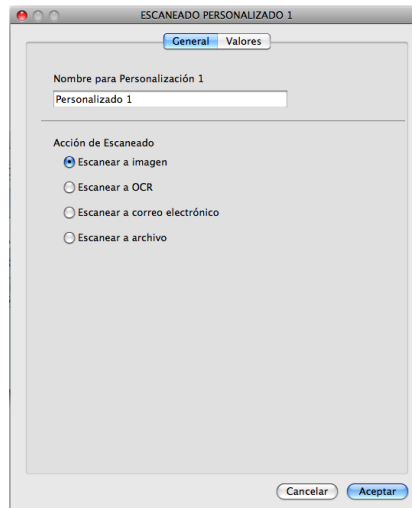 ESCANEADO PERSONALIZADO 1
General Valores
Nombre para Personalización 1
Personalizado 1
Acción de Escaneado
Escanear a imagen
Escanear a OCR
Escanear a correo electrónico
Escanear a archivo
Cancelar Aceptar